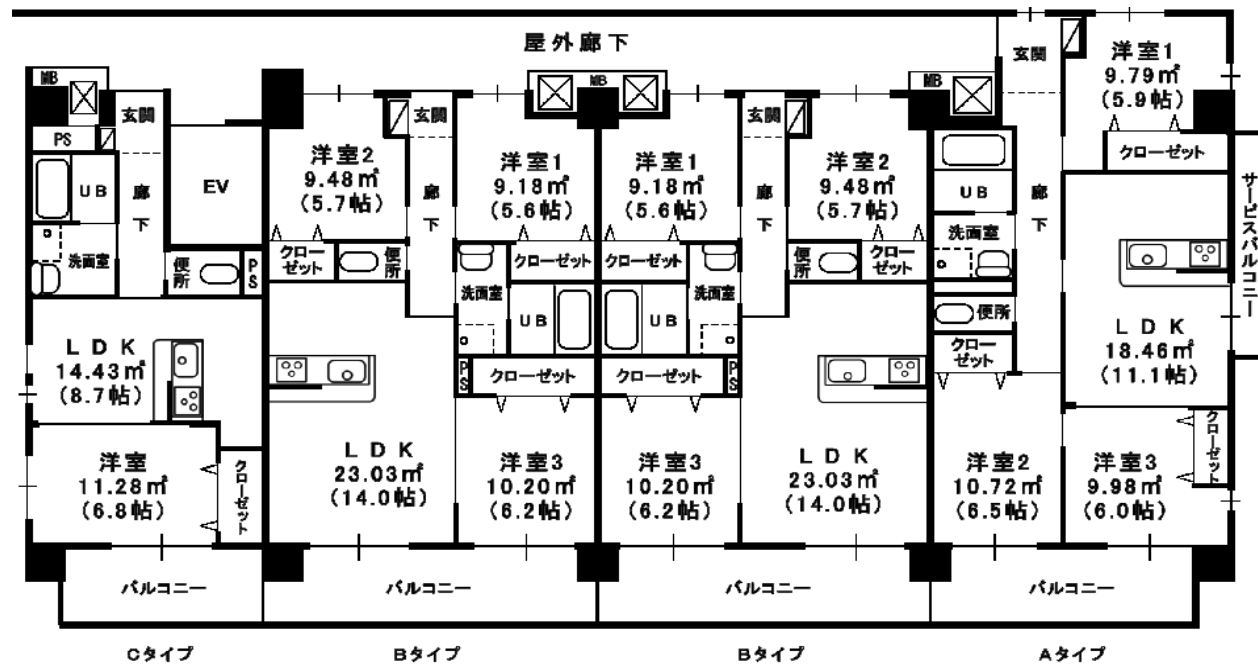 屋外廊下
MB
玄関
PS
UB
廊下
洗面室
便所
PS
EV
LDK
14.43㎡
(8.7帖)
洋室
11.28㎡
(6.8帖)
クローゼット
バルコニー
Cタイプ
洋室2
9.48㎡
(5.7帖)
玄関
廊下
洋室1
9.18㎡
(5.6帖)
MB
クローゼット
便所
クローゼット
洗面室
UB
PS
クローゼット
LDK
23.03㎡
(14.0帖)
洋室3
10.20㎡
(6.2帖)
バルコニー
Bタイプ
洋室1
9.18㎡
(5.6帖)
玄関
廊下
洋室2
9.48㎡
(5.7帖)
クローゼット
便所
クローゼット
UB
洗面室
クローゼット
PS
洋室3
10.20㎡
(6.2帖)
LDK
23.03㎡
(14.0帖)
バルコニー
Bタイプ
MB
玄関
洋室1
9.79㎡
(5.9帖)
クローゼット
サービスバルコニー
UB
廊下
洗面室
便所
クローゼット
LDK
18.46㎡
(11.1帖)
洋室2
10.72㎡
(6.5帖)
洋室3
9.98㎡
(6.0帖)
クローゼット
バルコニー
Aタイプ